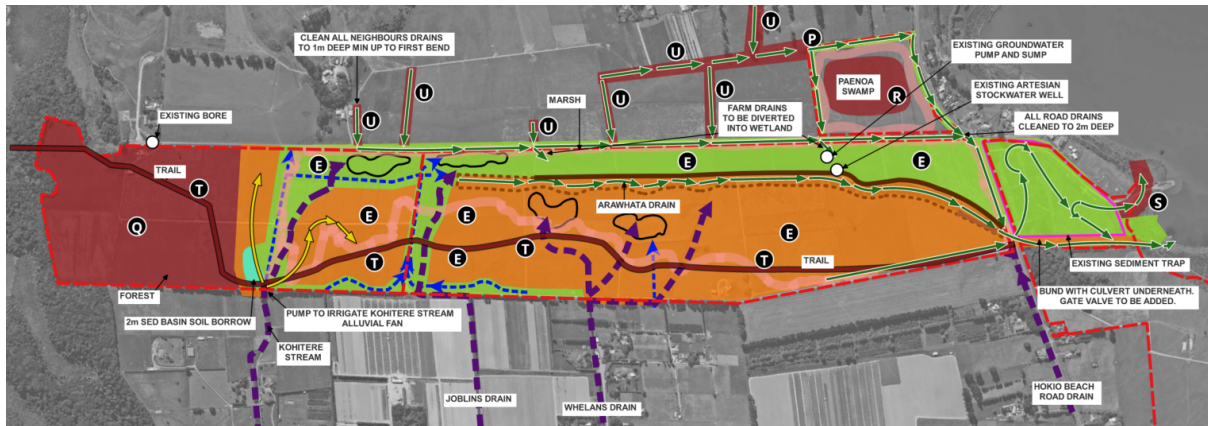 CLEAN ALL NEIGHBOURS DRAINS
TO 1m DEEP MIN UP TO FIRST BEND
U
U
P
EXISTING GROUNDWATER
PUMP AND SUMP
U
U
U
U
U
U
MARSH
FARM DRAINS
TO BE DIVERTED
INTO WETLAND
PAENOA
SWAMP
R
EXISTING ARTESIAN
STOCKWATER WELL
EXISTING BORE
ALL ROAD DRAINS
CLEANED TO 2m DEEP
TRAIL
T
E
E
E
S
ARAWHATA DRAIN
Q
E
E
E
T
T
E
T
TRAIL
EXISTING SEDIMENT TRAP
FOREST
2m SED BASIN SOIL BORROW
PUMP TO IRRIGATE KOHITERE STREAM
ALLUVIAL FAN
BUND WITH CULVERT UNDERNEATH.
GATE VALVE TO BE ADDED.
KOHITERE
STREAM
JOBLINS DRAIN
WHELANS DRAIN
HOKIO BEACH
ROAD DRAIN